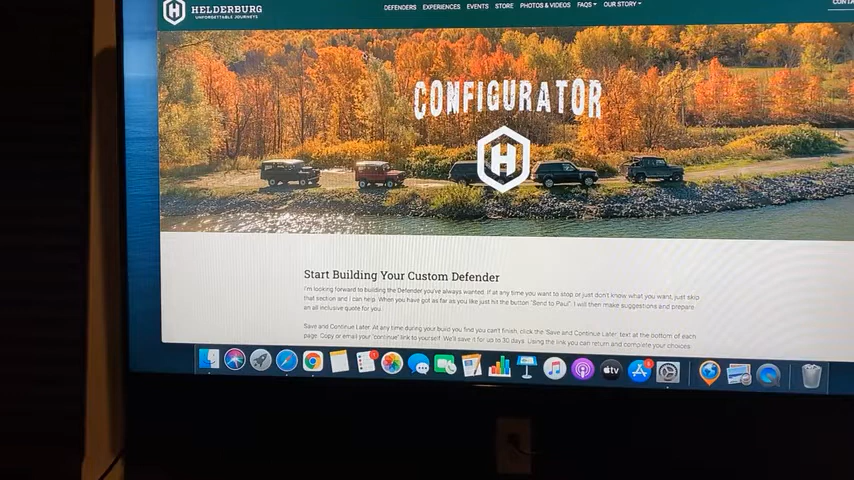 HELDERBURG
UNFORGETTABLE JOURNEYS
DEFENDERS EXPERIENCES EVENTS STORE PHOTOS & VIDEOS FAQS OUR STORY
CONTA
CONFIGURATOR
H
Start Building Your Custom Defender
I'm looking forward to building the Defender you've always wanted. If at any time you want to stop or just don't know what you want, just skip
that section and I can help. When you have got as far as you like just hit the button "Send to Paul". I will then make suggestions and prepare
an all inclusive quote for you.
Save and Continue Later: At any time during your build you find you can't finish, click the 'Save and Continue Later' text at the bottom of each
page. Copy or email your "continue" link to yourself. We'll save it for up to 30 days. Using the link you can return and complete your choices
tv